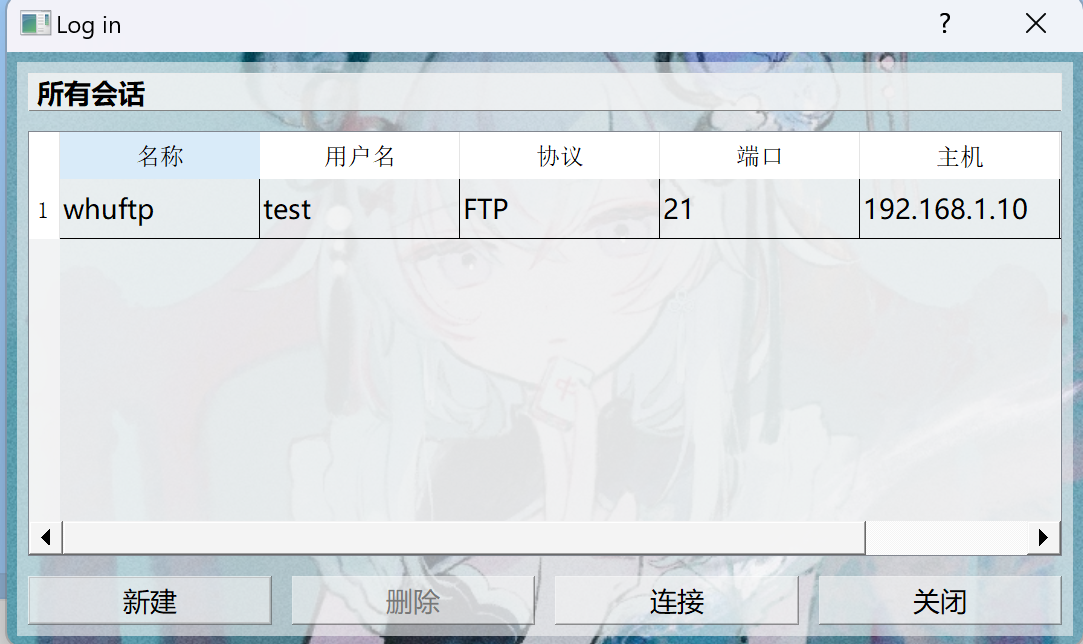 Log in ?
所有会话
名称 用户名 协议 端口 主机
1 whuftp test FTP 21 192.168.1.10
新建 删除 连接 关闭